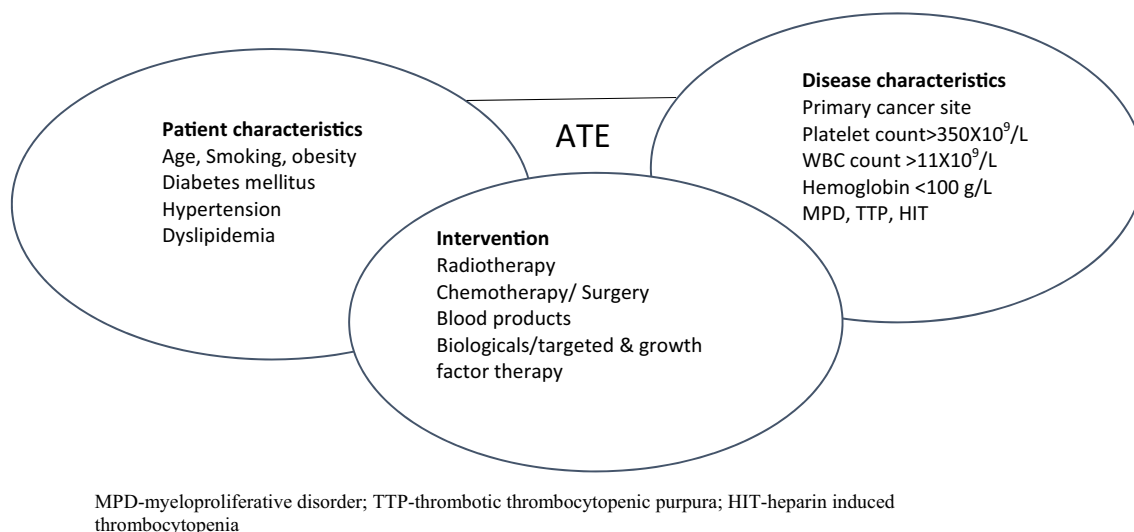 Patient characteristics
Age, Smoking, obesity
Diabetes mellitus
Hypertension
Dyslipidemia
ATE
Disease characteristics
Primary cancer site
Platelet count>350X10⁹/L
WBC count >11X10⁹/L
Hemoglobin <100 g/L
MPD, TTP, HIT
Intervention
Radiotherapy
Chemotherapy/ Surgery
Blood products
Biologicals/targeted & growth
factor therapy
MPD-myeloproliferative disorder; TTP-thrombotic thrombocytopenic purpura; HIT-heparin induced
thrombocytopenia